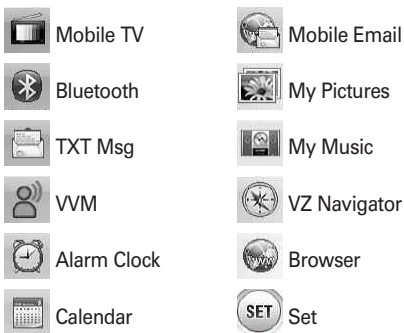 Mobile TV
Mobile Email
Bluetooth
My Pictures
TXT Msg
My Music
VVM
VZ Navigator
Alarm Clock
WWW
Browser
Calendar
SET
Set